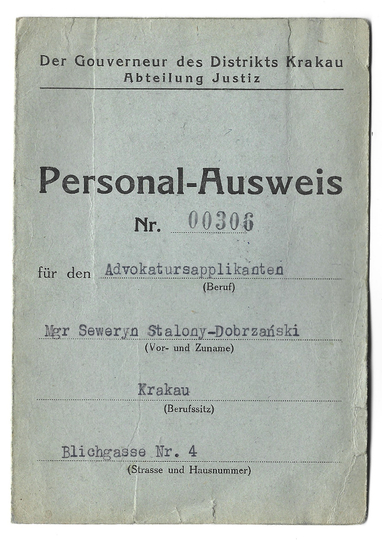 Der Gouverneur des Distrikts Krakau
Abteilung Justiz
Personal-Ausweis
Nr. 00306
für den Advokatursapplikanten
(Beruf)
Mgr Seweryn Stalony-Dobrzański
(Vor- und Zuname)
Krakau
(Berufssitz)
Blichgasse Nr. 4
(Strasse und Hausnummer)